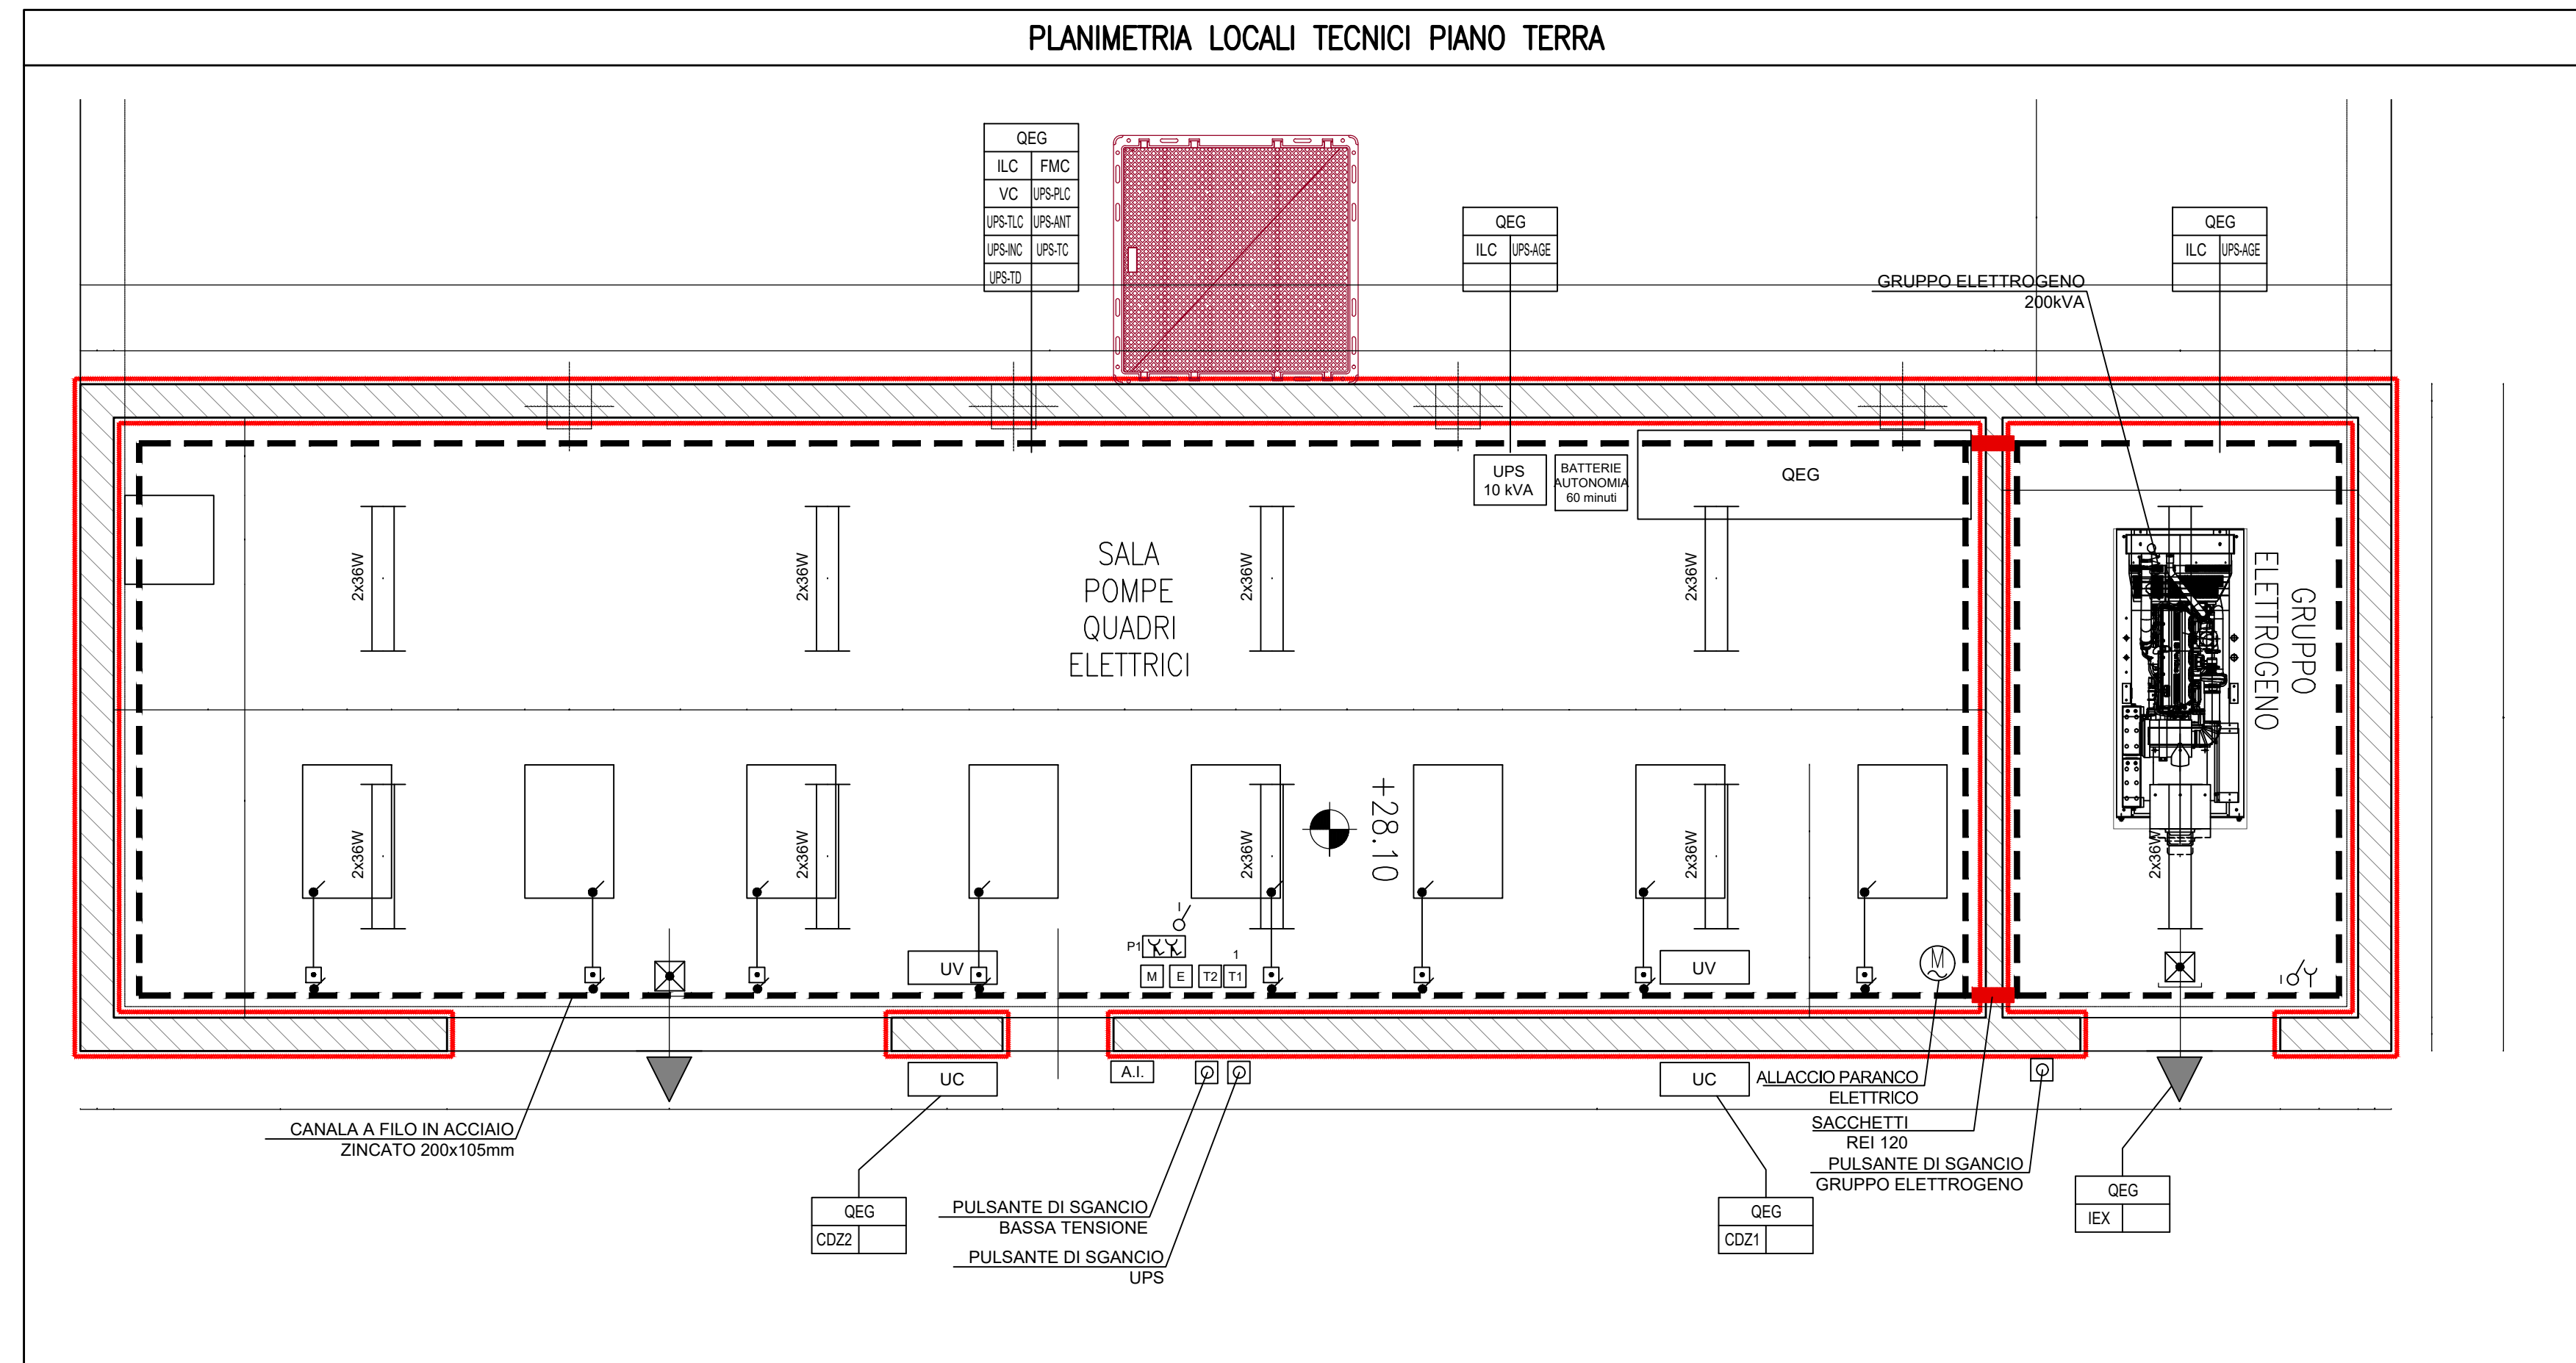 PLANIMETRIA LOCALI TECNICI PIANO TERRA
QEG
ILC FMC
VC UPS-PLC
UPS-TLC UPS-ANT
UPS-INC UPS-TC
UPS-TD
QEG
ILC UPS-AGE
QEG
ILC UPS-AGE
GRUPPO ELETTROGENO
200kVA
UPS
10 kVA
BATTERIE
AUTONOMIA
60 minuti
QEG
2x36W
2x36W
2x36W
2x36W
SALA
POMPE
QUADRI
ELETTRICI
GRUPPO
ELETTROGENO
2x36W
2x36W
2x36W
2x36W
2x36W
+28.10
I
P1
1
M E T2 T1
UV
UV
M
I
UC
A.I.
UC
ALLACCIO PARANCO
ELETTRICO
CANALA A FILO IN ACCIAIO
ZINCATO 200x105mm
SACCHETTI
REI 120
PULSANTE DI SGANCIO
GRUPPO ELETTROGENO
QEG
CDZ2
PULSANTE DI SGANCIO
BASSA TENSIONE
PULSANTE DI SGANCIO
UPS
QEG
CDZ1
QEG
IEX